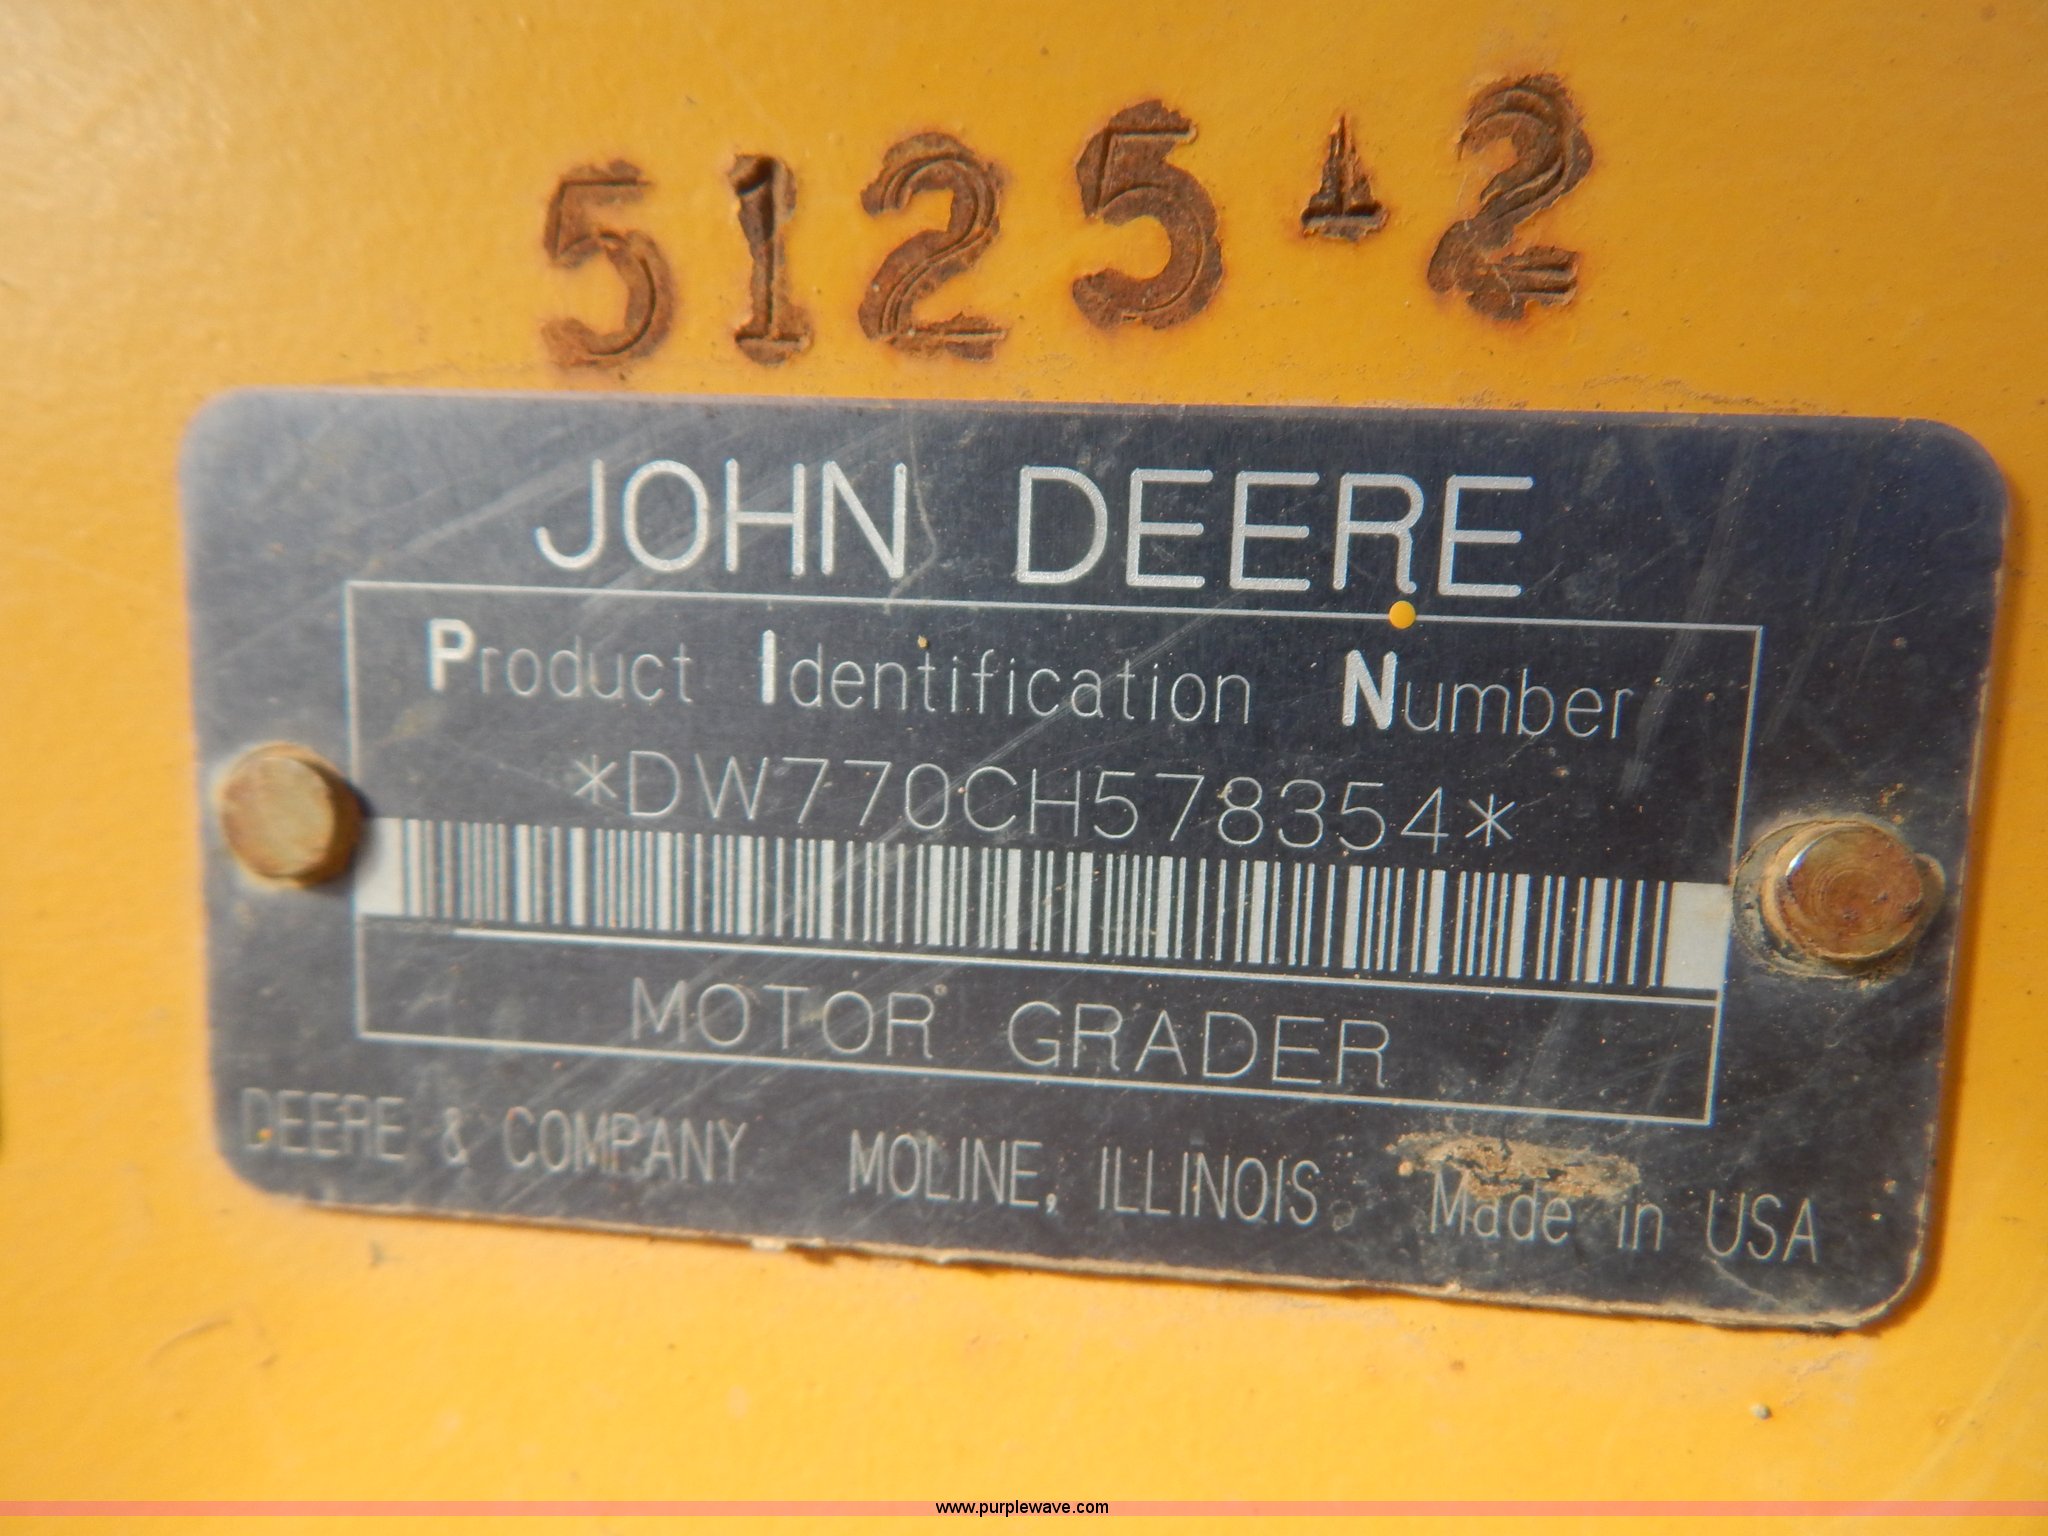 5125-2
JOHN DEERE
Product Identification Number
*DW770CH578354*
MOTOR GRADER
DEERE & COMPANY MOLINE, ILLINOIS Made in USA
www.purplewave.com